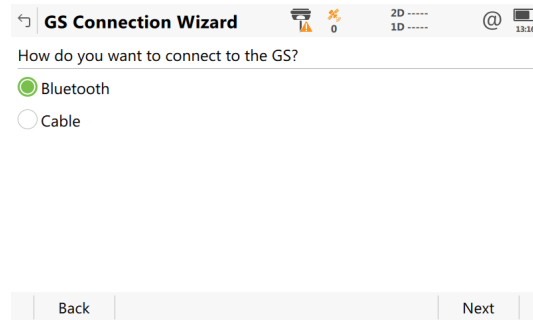 GS Connection Wizard
0
2D -----
1D -----
@
13:16
How do you want to connect to the GS?
Bluetooth
Cable
Back
Next